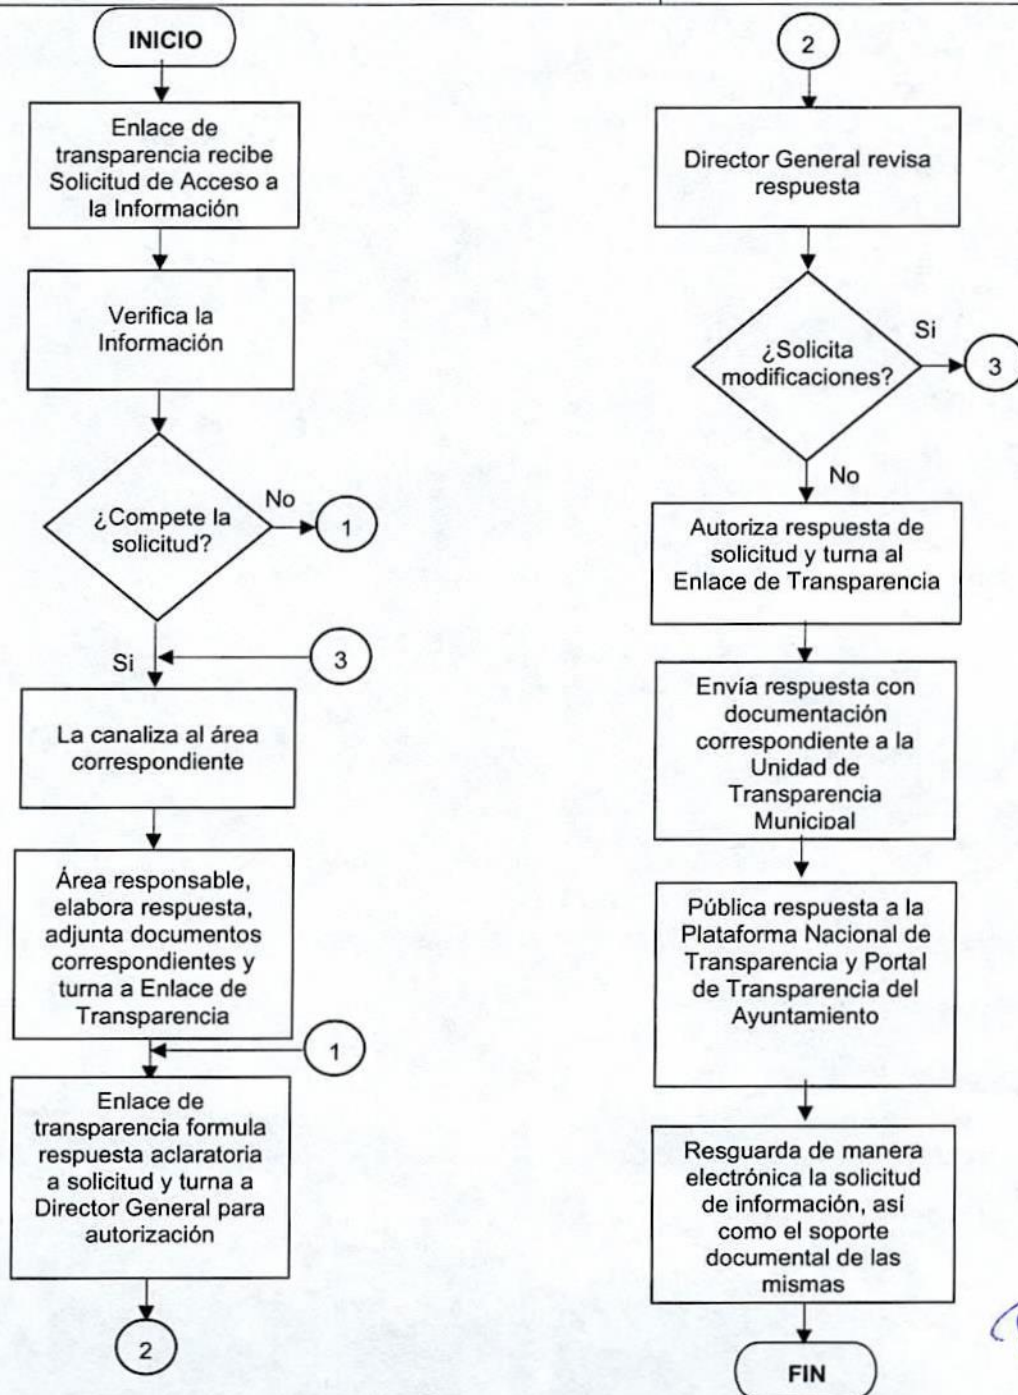 INICIO
Enlace de
transparencia recibe
Solicitud de Acceso a
la Información
Verifica la
Información
¿Compete la
solicitud?
No
1
Si
3
La canaliza al área
correspondiente
Área responsable,
elabora respuesta,
adjunta documentos
correspondientes y
turna a Enlace de
Transparencia
1
Enlace de
transparencia formula
respuesta aclaratoria
a solicitud y turna a
Director General para
autorización
2
2
Director General revisa
respuesta
¿Solicita
modificaciones?
Si
3
No
Autoriza respuesta de
solicitud y turna al
Enlace de Transparencia
Envía respuesta con
documentación
correspondiente a la
Unidad de
Transparencia
Municipal
Pública respuesta a la
Plataforma Nacional de
Transparencia y Portal
de Transparencia del
Ayuntamiento
Resguarda de manera
electrónica la solicitud
de información, así
como el soporte
documental de las
mismas
FIN